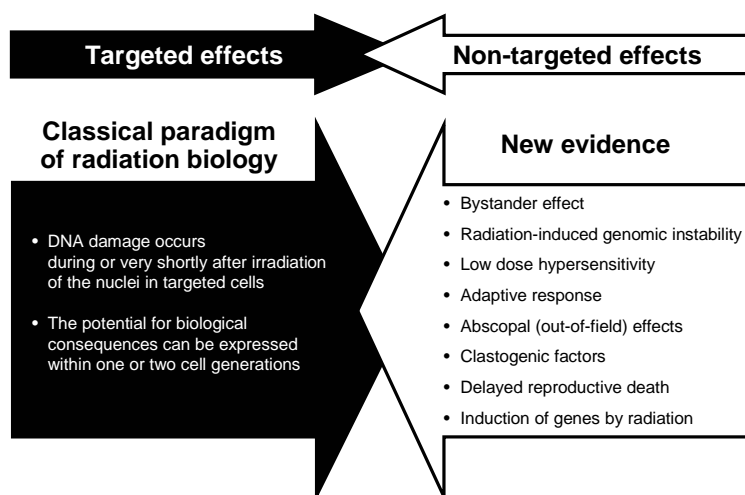 Targeted effects
Non-targeted effects
Classical paradigm
of radiation biology
• DNA damage occurs
during or very shortly after irradiation
of the nuclei in targeted cells
• The potential for biological
consequences can be expressed
within one or two cell generations
New evidence
• Bystander effect
• Radiation-induced genomic instability
• Low dose hypersensitivity
• Adaptive response
• Abscopal (out-of-field) effects
• Clastogenic factors
• Delayed reproductive death
• Induction of genes by radiation